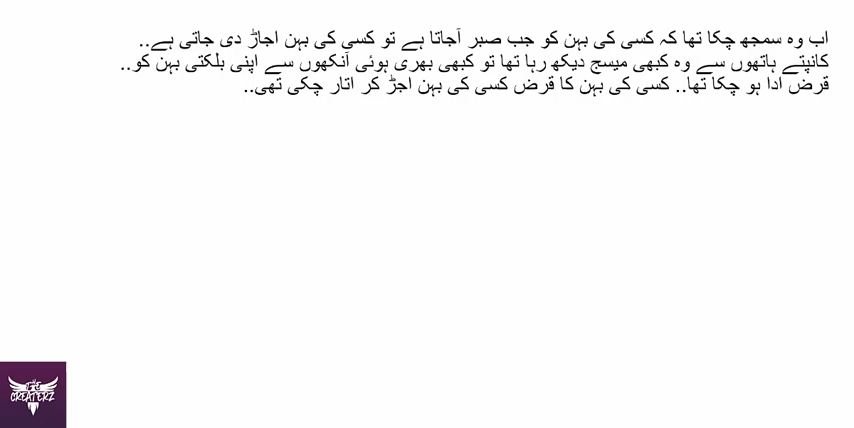 اب وہ سمجھ چکا تھا کہ کسی کی بہن کو جب صبر آجاتا ہے تو کسی کی بہن اجاڑ دی جاتی ہے..
کانپتے ہاتھوں سے وہ کبھی میسج دیکھ رہا تھا تو کبھی بھری ہوئی آنکھوں سے اپنی بلکتی بہن کو..
قرض ادا ہو چکا تھا.. کسی کی بہن کا قرض کسی کی بہن اجڑ کر اتار چکی تھی..
THE
CREATERZ